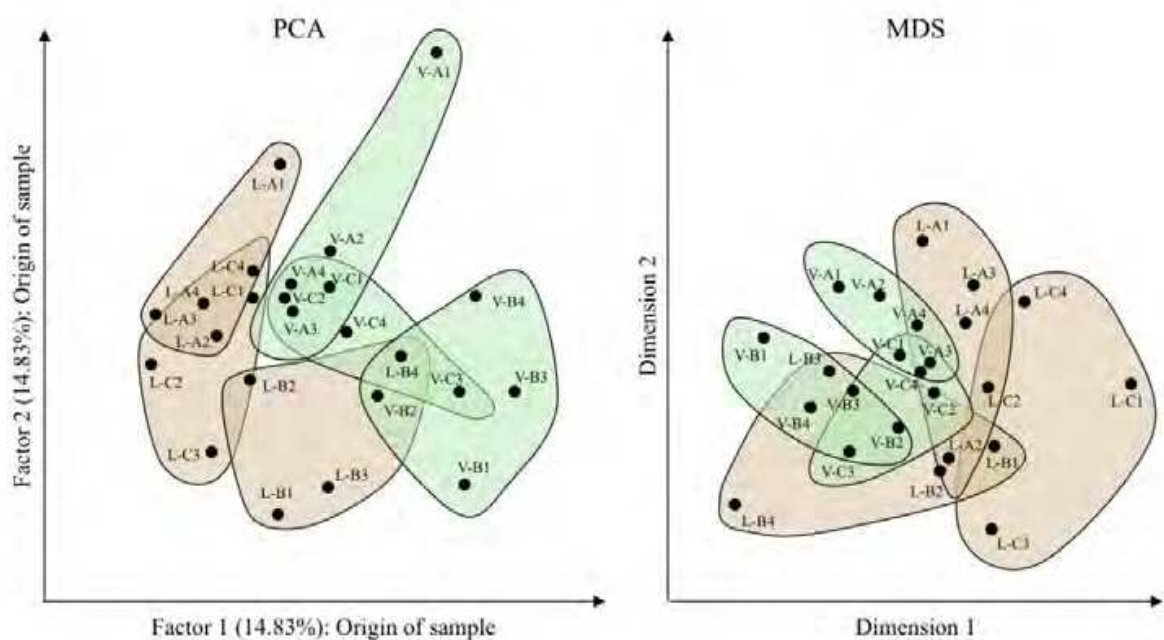 PCA
Factor 2 (14.83%): Origin of sample
V-A1
L-A1
V-A2
L-C4
V-A4
V-C1
L-A4
L-C1
V-C2
V-B4
L-A3
V-A3
L-A2
V-C4
L-C2
L-B4
L-B2
V-C3
V-B3
V-B2
L-C3
V-B1
L-B1
L-B3
Factor 1 (14.83%): Origin of sample
MDS
Dimension 2
L-A1
V-A1
V-A2
L-A3
L-C4
V-A4
L-A4
V-B1
L-B3
V-C1
V-A3
V-C4
L-C2
L-C1
V-B3
V-C2
V-B4
V-B2
L-A2
V-C3
L-B1
L-B2
L-B4
L-C3
Dimension 1